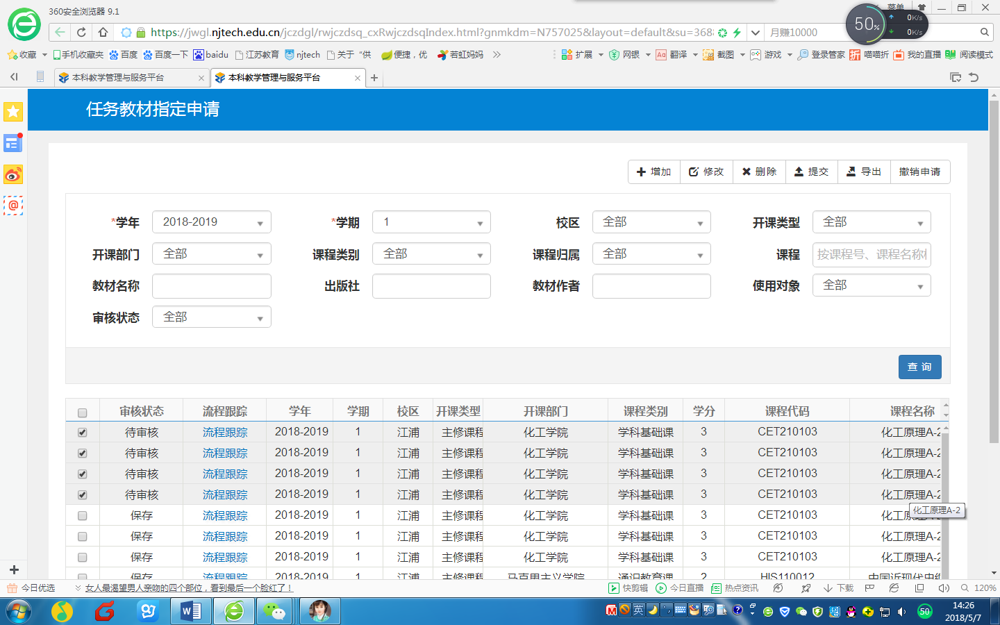 360安全浏览器 9.1
菜单
https://jwgl.njtech.edu.cn/jczdgl/rwjczdsq_cxRwjczdsqIndex.html?gnmkdm=N757025&layout=default&su=368
月赚10000
50%
0K/s
0K/s
收藏 手机收藏夹 百度 百度一下 baidu 江苏教育 njtech 关于“供 便捷，优 若虹妈妈 扩展 网银 翻译 截图 游戏 登录管家 喵喵折 我的直播 阅读模式
本科教学管理与服务平台 本科教学管理与服务平台
任务教材指定申请
增加 修改 删除 提交 导出 撤销申请
*学年 2018-2019 *学期 1 校区 全部 开课类型 全部
开课部门 全部 课程类别 全部 课程归属 全部 课程 按课程号、课程名称
教材名称 出版社 教材作者 使用对象 全部
审核状态 全部
查 询
审核状态 流程跟踪 学年 学期 校区 开课类型 开课部门 课程类别 学分 课程代码 课程名称
待审核 流程跟踪 2018-2019 1 江浦 主修课程 化工学院 学科基础课 3 CET210103 化工原理A-2
待审核 流程跟踪 2018-2019 1 江浦 主修课程 化工学院 学科基础课 3 CET210103 化工原理A-2
待审核 流程跟踪 2018-2019 1 江浦 主修课程 化工学院 学科基础课 3 CET210103 化工原理A-2
待审核 流程跟踪 2018-2019 1 江浦 主修课程 化工学院 学科基础课 3 CET210103 化工原理A-2
化工原理A-2
保存 流程跟踪 2018-2019 1 江浦 主修课程 化工学院 学科基础课 3 CET210103 化工
保存 流程跟踪 2018-2019 1 江浦 主修课程 化工学院 学科基础课 3 CET210103 化工原理A-2
保存 流程跟踪 2018-2019 1 江浦 主修课程 化工学院 学科基础课 3 CET210103 化工原理A-2
保存 流程跟踪 2018-2019 1 江浦 主修课程 马克思主义学院 通识教育课 2 HIS110012 中国近现代史纲
今日优选 女人最渴望男人亲吻的四个部位，看到最后一个脸红了！ 快剪辑 今日直播 热点资讯 下载 120%
英
50
14:26
2018/5/7